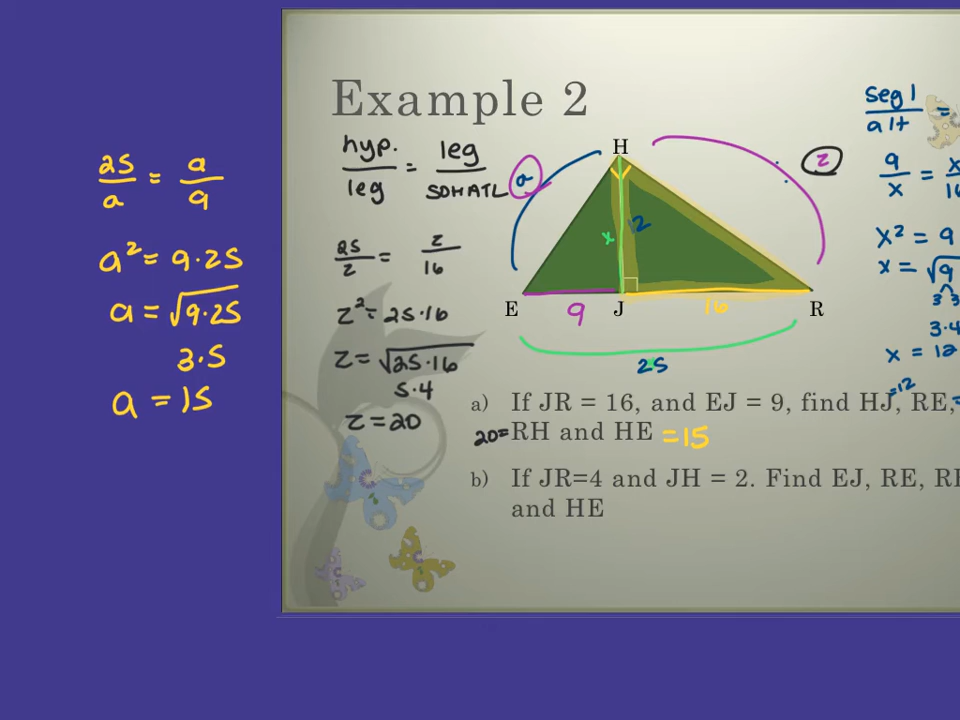 Example 2
25/a = a/9
a² = 9·25
a = √9·25
3·5
a = 15
hyp./leg = leg/SOHATL
25/z = z/16
z² = 25·16
z = √25·16
5·4
z = 20
H
a
z
x
12
E
9
J
16
R
25
seg 1/alt =
9/x = x/16
x² = 9
x = √9
3 3
3·4
x = 12
=12
a) If JR = 16, and EJ = 9, find HJ, RE,
20= RH and HE =15
b) If JR=4 and JH = 2. Find EJ, RE,
and HE